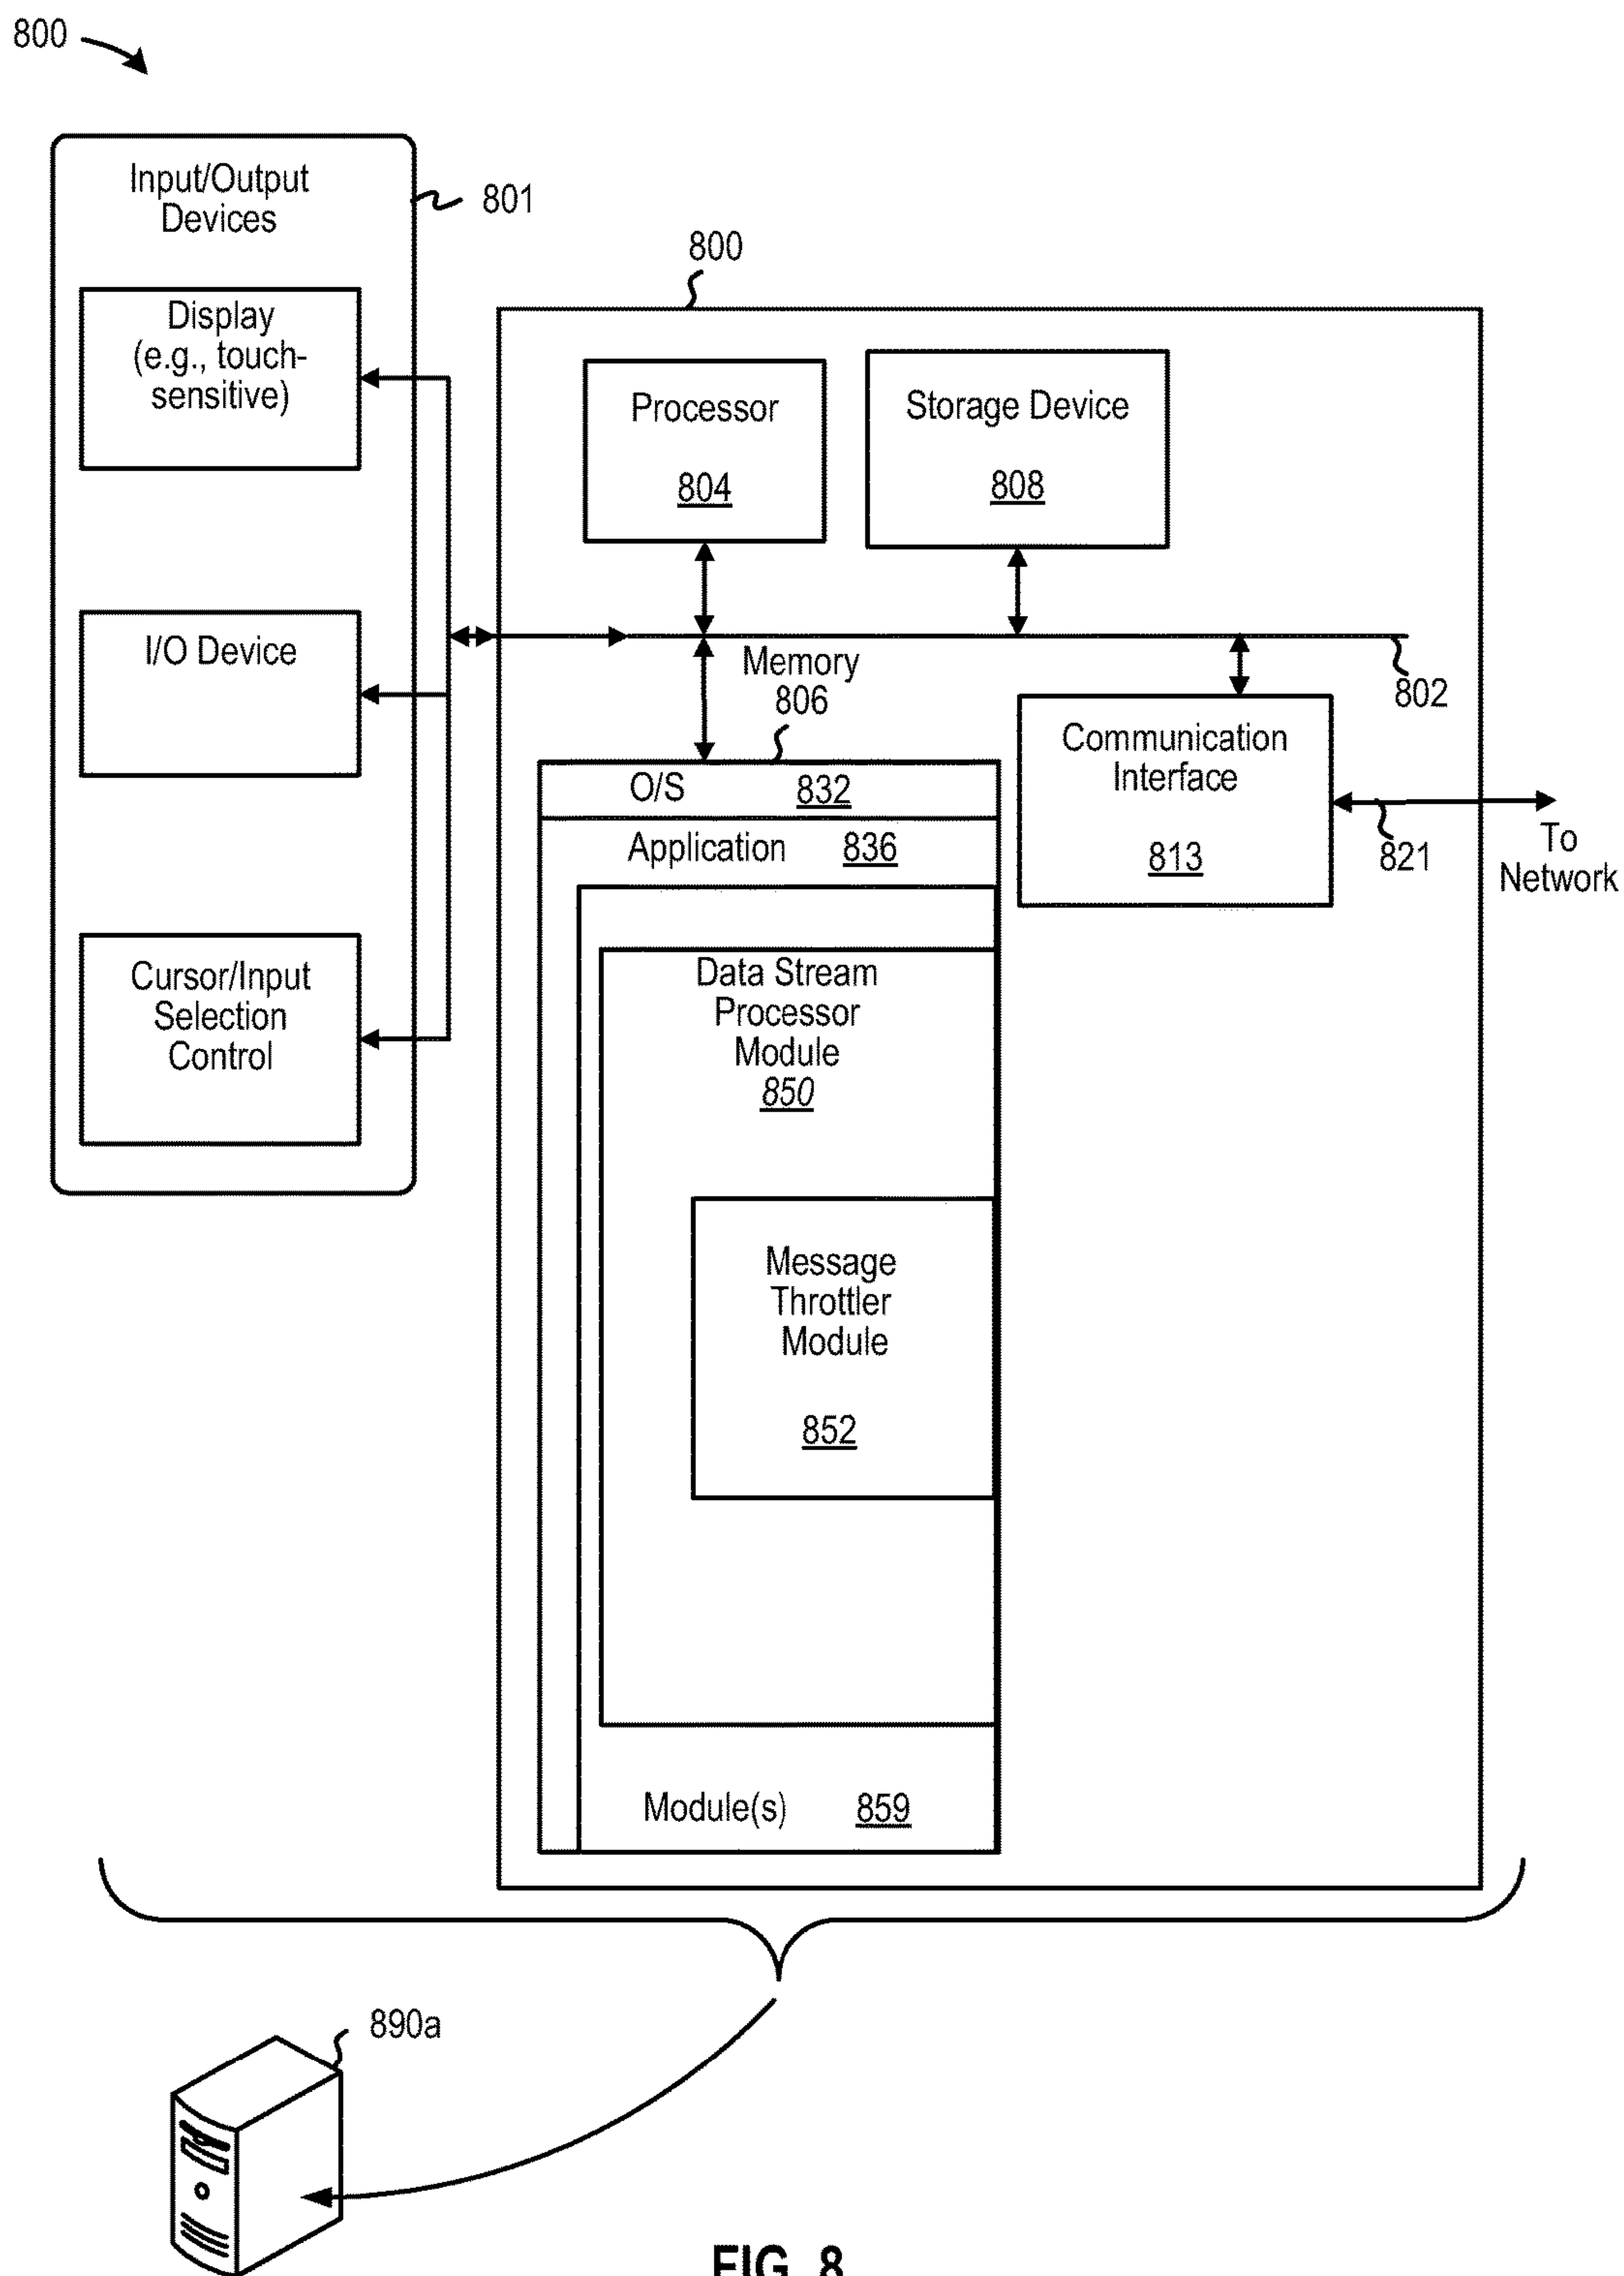 800
Input/Output
Devices
801
Display
(e.g., touch-
sensitive)
I/O Device
Cursor/Input
Selection
Control
800
Processor
804
Storage Device
808
802
Memory
806
O/S 832
Application 836
Communication
Interface
813
821
To
Network
Data Stream
Processor
Module
850
Message
Throttler
Module
852
Module(s) 859
890a
FIG. 8